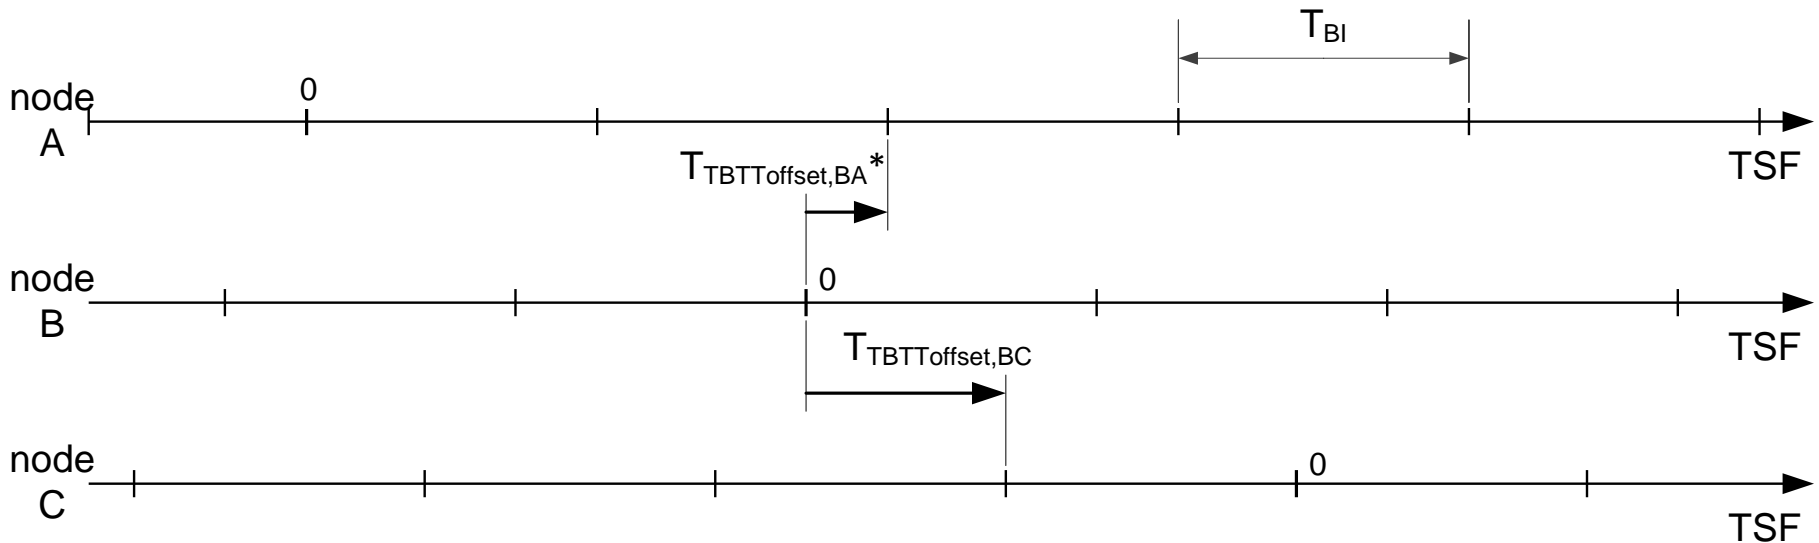 T_BI
0
node
A
TSF
T_TBTToffset,BA*
node
B
0
TSF
T_TBTToffset,BC
node
C
0
TSF